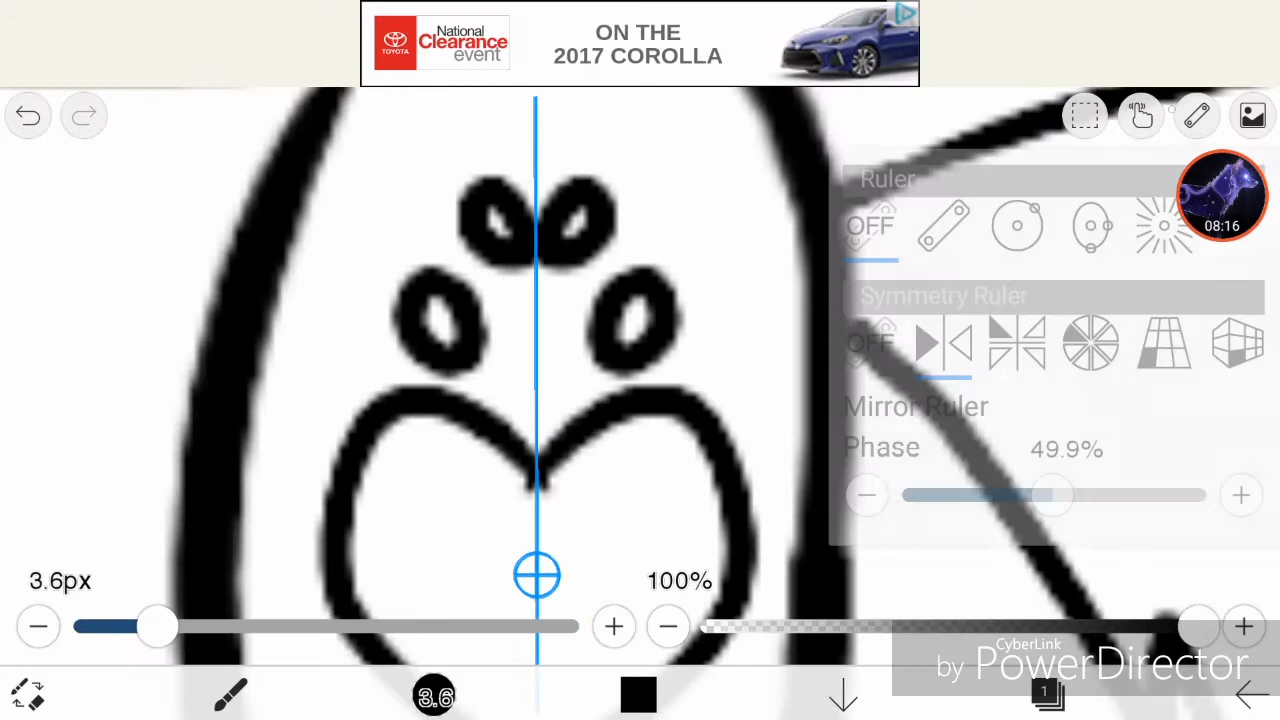 National
Clearance
event
TOYOTA
ON THE
2017 COROLLA
Ruler
OFF
08:16
Symmetry Ruler
OFF
Mirror Ruler
Phase 49.9%
3.6px
100%
CyberLink
by PowerDirector
3.6
1